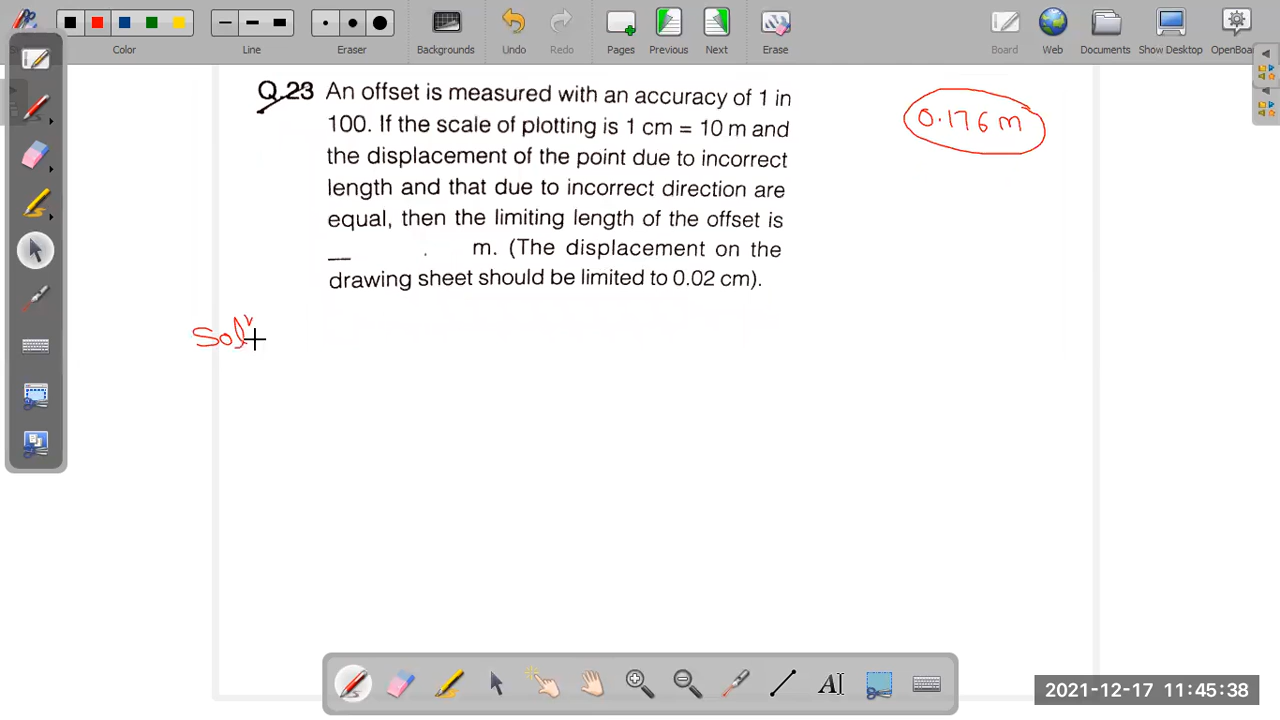 Color
Line
Eraser
Backgrounds
Undo
Redo
Pages
Previous
Next
Erase
Board
Web
Documents
Show Desktop
OpenBoa
Q.23 An offset is measured with an accuracy of 1 in
100. If the scale of plotting is 1 cm = 10 m and
the displacement of the point due to incorrect
length and that due to incorrect direction are
equal, then the limiting length of the offset is
__ . m. (The displacement on the
drawing sheet should be limited to 0.02 cm).
0.176 m
Sol
AI
2021-12-17 11:45:38